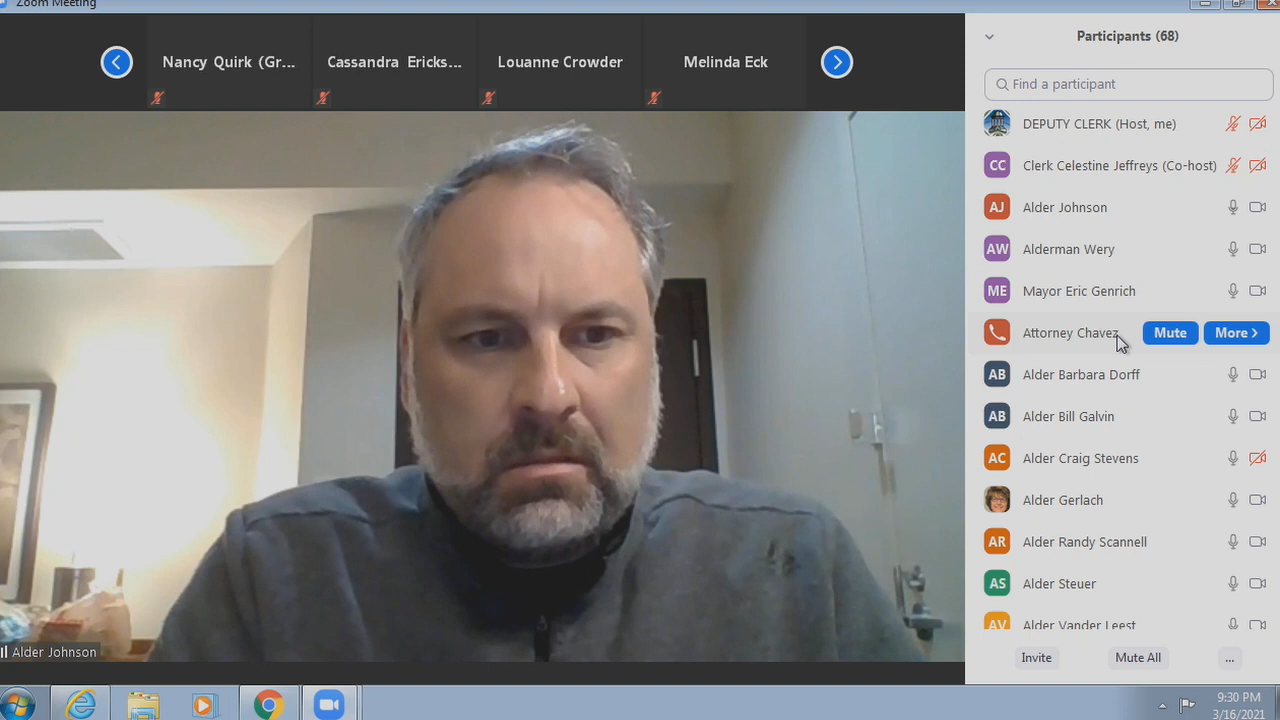 Zoom Meeting
Nancy Quirk (Gr...
Cassandra Ericks...
Louanne Crowder
Melinda Eck
Participants (68)
Find a participant
DEPUTY CLERK (Host, me)
CC Clerk Celestine Jeffreys (Co-host)
AJ Alder Johnson
AW Alderman Wery
ME Mayor Eric Genrich
Attorney Chavez Mute More
AB Alder Barbara Dorff
AB Alder Bill Galvin
AC Alder Craig Stevens
Alder Gerlach
AR Alder Randy Scannell
AS Alder Steuer
AV Alder Vander Leest
Alder Johnson
Invite Mute All ...
9:30 PM
3/16/2021